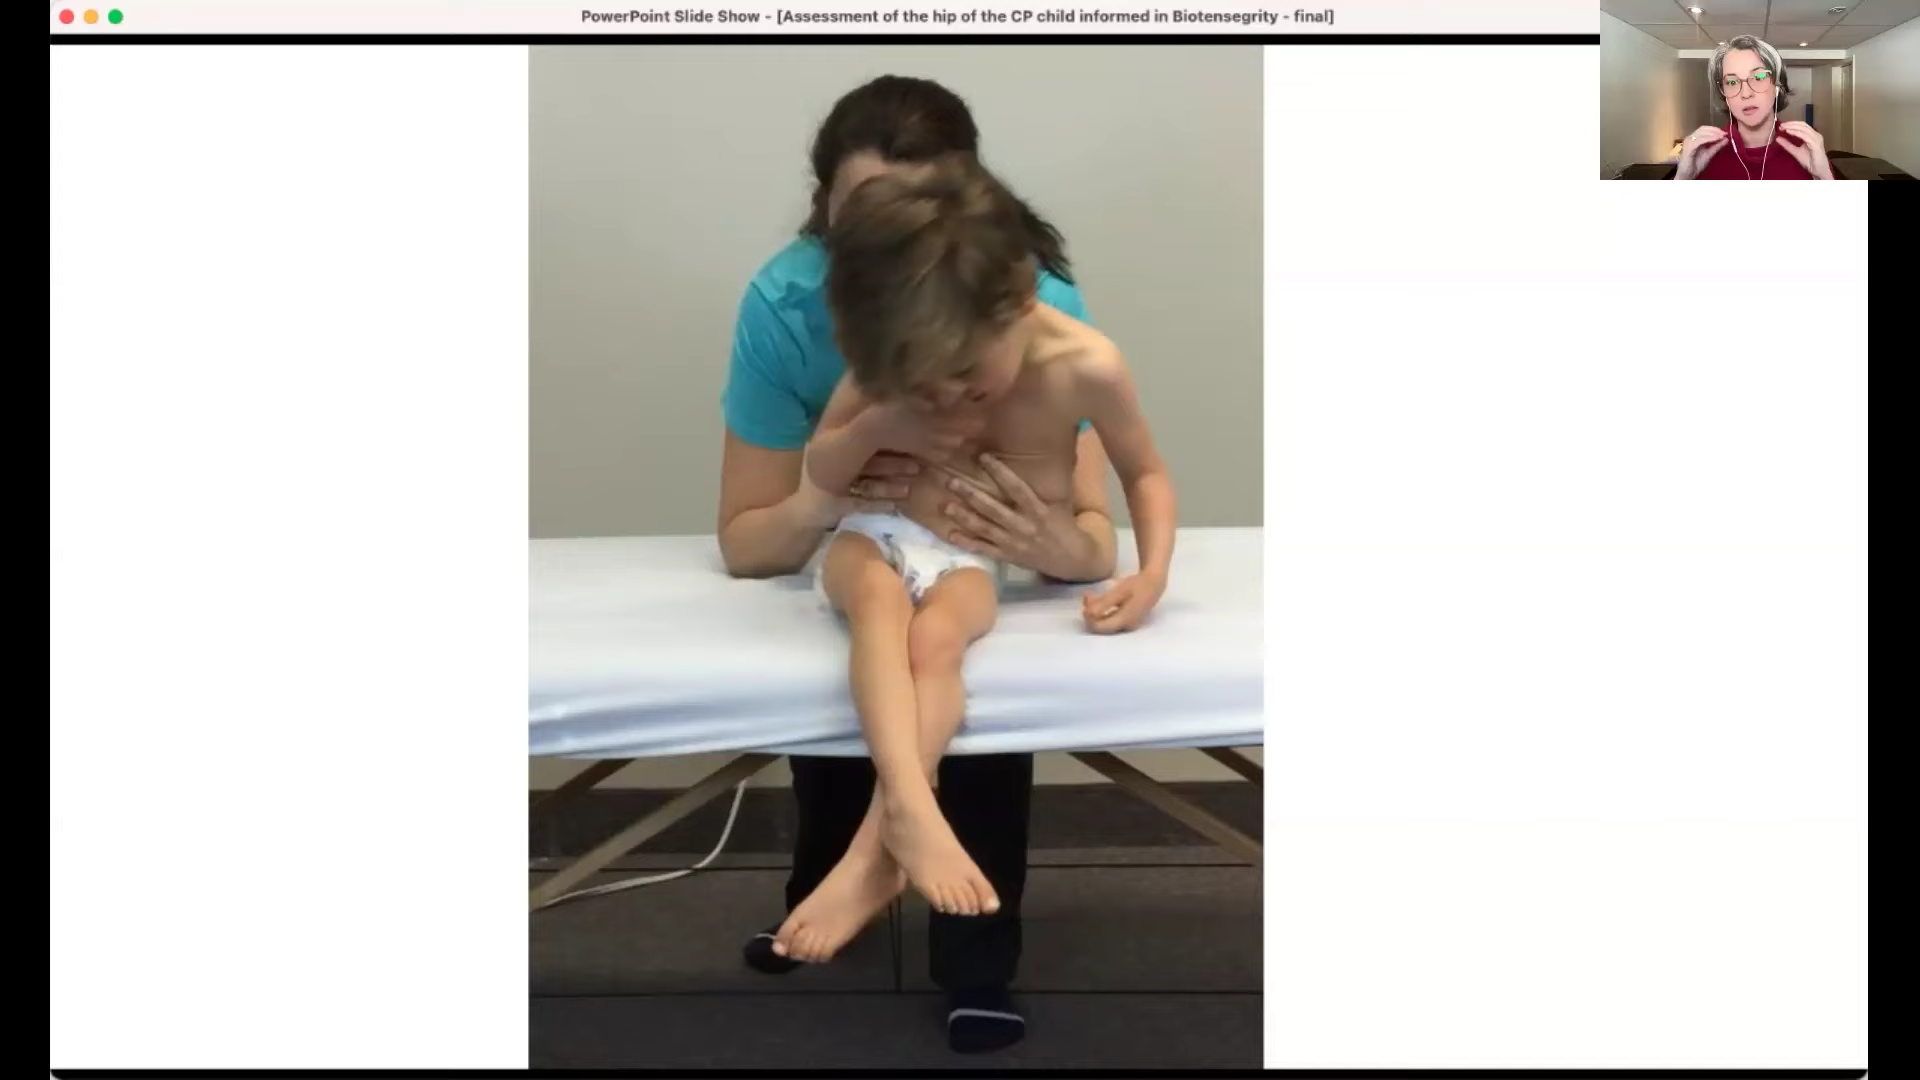 PowerPoint Slide Show - [Assessment of the hip of the CP child informed in Biotensegrity - final]